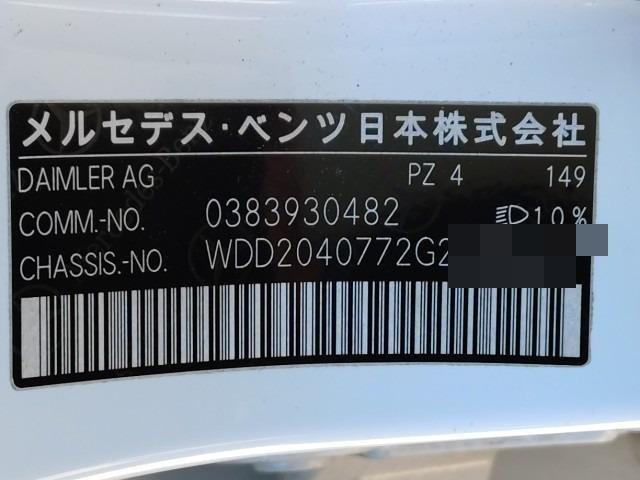 メルセデス・ベンツ日本株式会社
DAIMLER AG PZ 4 149
COMM.-NO. 0383930482 10%
CHASSIS.-NO. WDD2040772G2